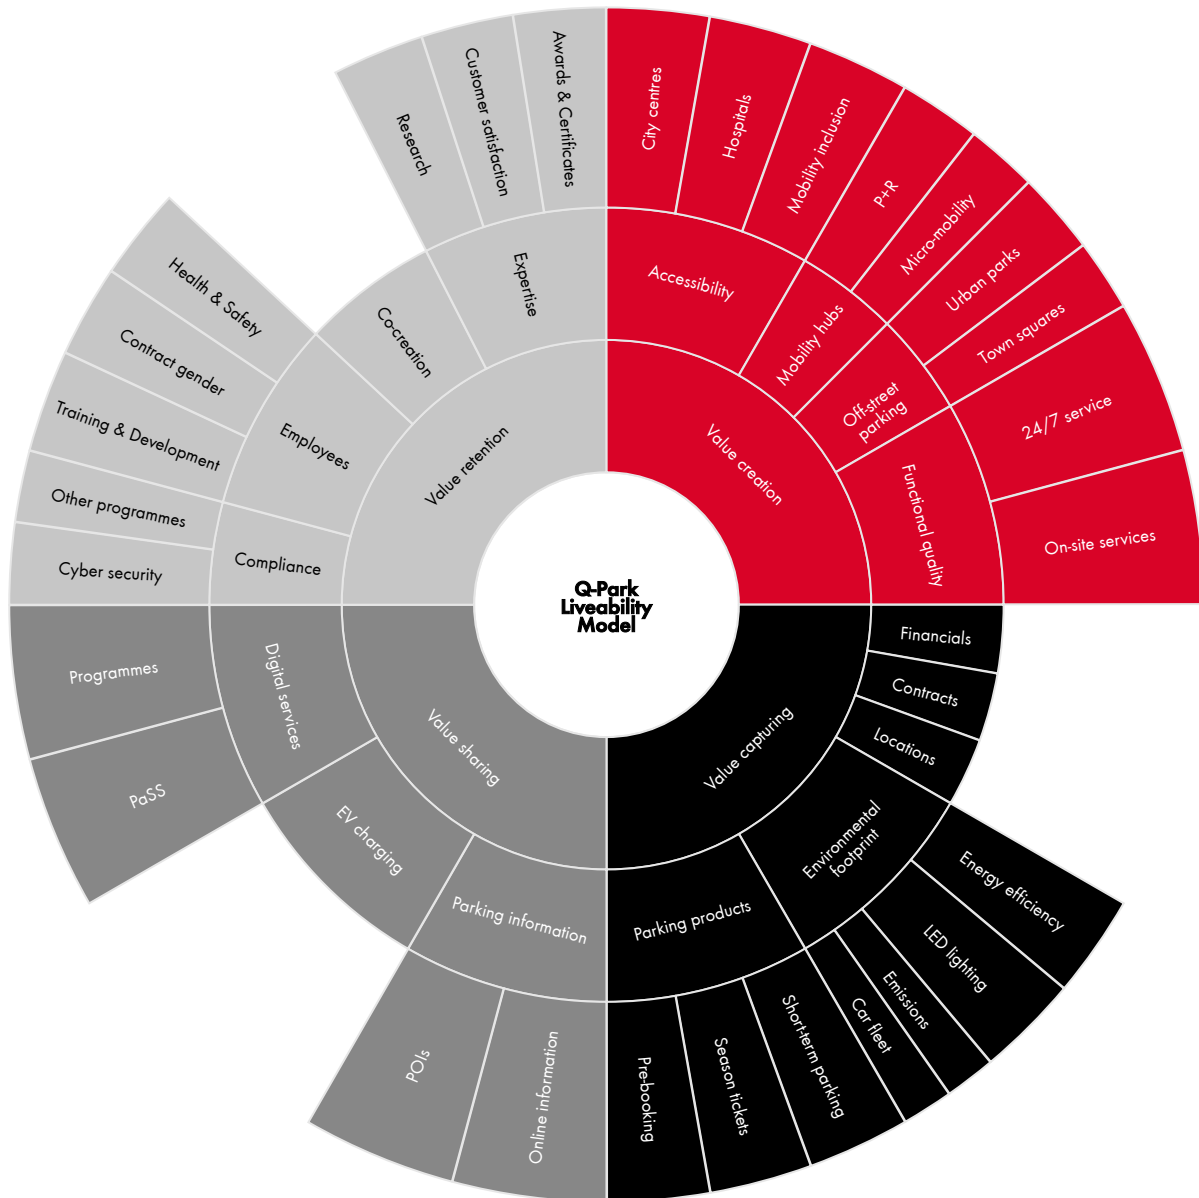 Q-Park
Liveability
Model
Value creation
Accessibility
City centres
Hospitals
Mobility inclusion
Mobility hubs
P+R
Micro-mobility
Off-street
parking
Urban parks
Town squares
Functional quality
24/7 service
On-site services
Value capturing
Financials
Contracts
Locations
Environmental
footprint
Energy efficiency
LED lighting
Emissions
Car fleet
Parking products
Short-term parking
Season tickets
Pre-booking
Value sharing
Parking information
Online information
POIs
EV charging
Digital services
PaSS
Programmes
Value retention
Compliance
Cyber security
Other programmes
Employees
Training & Development
Contract gender
Health & Safety
Co-creation
Expertise
Research
Customer satisfaction
Awards & Certificates